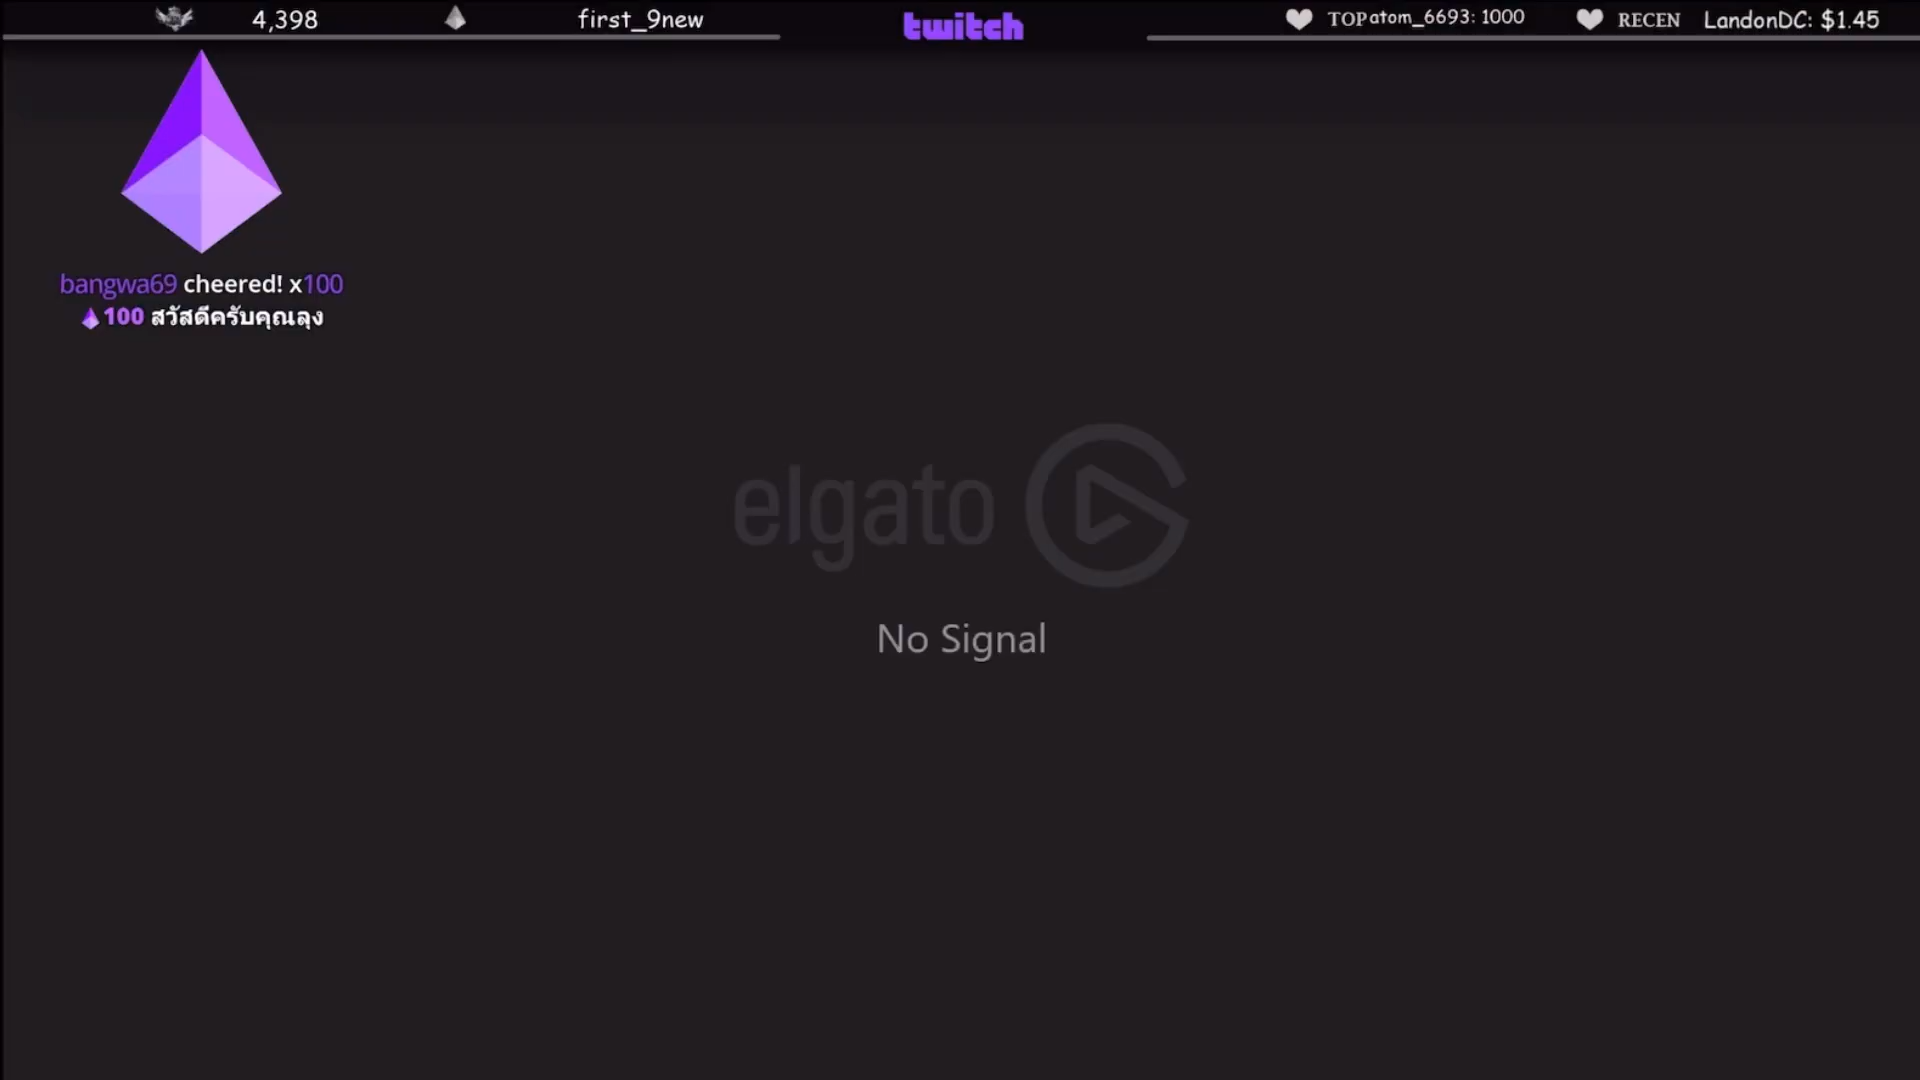 4,398 first_9new twitch TOP atom_6693: 1000 RECEN LandonDC: $1.45
bangwa69 cheered! x100
100 สวัสดีครับคุณลุง
elgato
No Signal